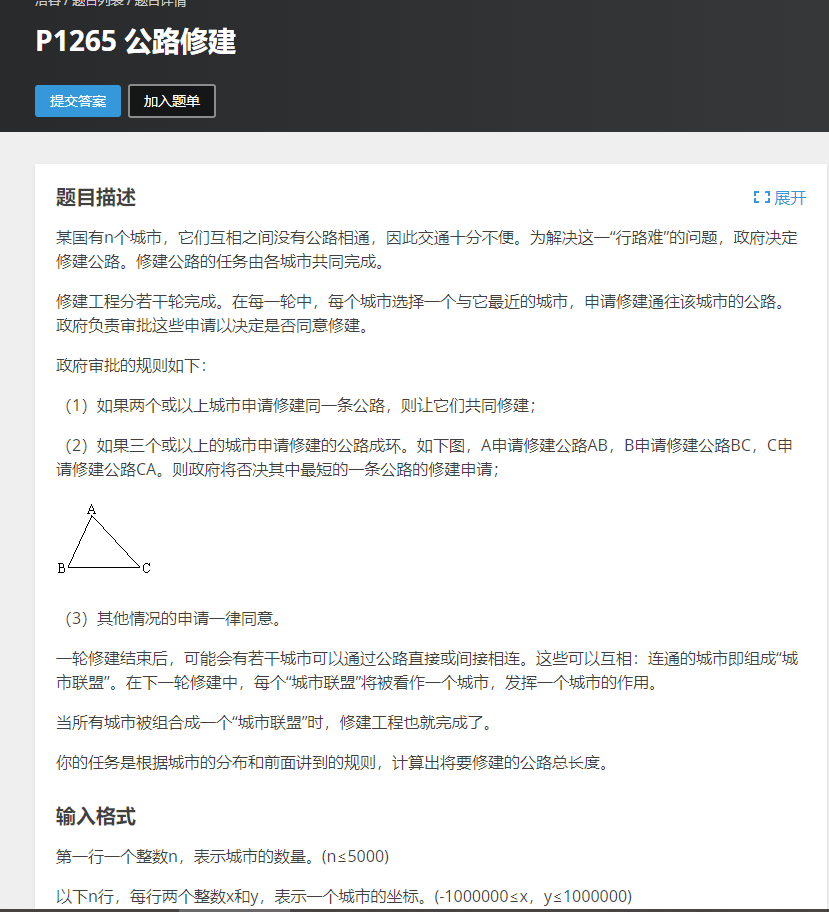 洛谷 / 题目列表 / 题目详情
P1265 公路修建
提交答案 加入题单
题目描述 展开
某国有n个城市，它们互相之间没有公路相通，因此交通十分不便。为解决这一“行路难”的问题，政府决定
修建公路。修建公路的任务由各城市共同完成。
修建工程分若干轮完成。在每一轮中，每个城市选择一个与它最近的城市，申请修建通往该城市的公路。
政府负责审批这些申请以决定是否同意修建。
政府审批的规则如下：
（1）如果两个或以上城市申请修建同一条公路，则让它们共同修建；
（2）如果三个或以上的城市申请修建的公路成环。如下图，A申请修建公路AB，B申请修建公路BC，C申
请修建公路CA。则政府将否决其中最短的一条公路的修建申请；
A
B C
（3）其他情况的申请一律同意。
一轮修建结束后，可能会有若干城市可以通过公路直接或间接相连。这些可以互相：连通的城市即组成“城
市联盟”。在下一轮修建中，每个“城市联盟”将被看作一个城市，发挥一个城市的作用。
当所有城市被组合成一个“城市联盟”时，修建工程也就完成了。
你的任务是根据城市的分布和前面讲到的规则，计算出将要修建的公路总长度。
输入格式
第一行一个整数n，表示城市的数量。(n≤5000)
以下n行，每行两个整数x和y，表示一个城市的坐标。(-1000000≤x，y≤1000000)